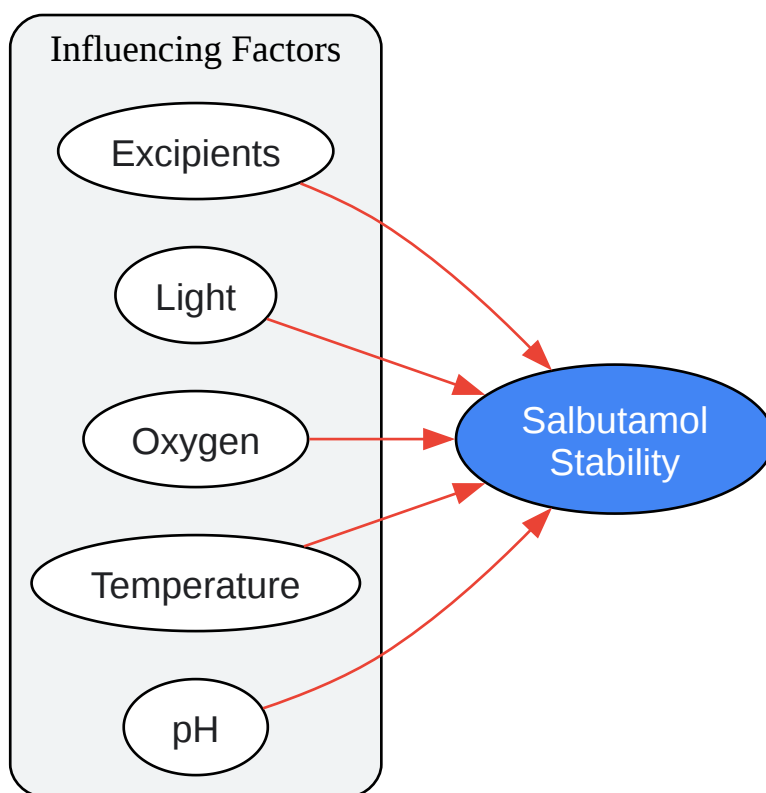 Influencing Factors
Excipients
Light
Oxygen
Temperature
pH
Salbutamol
Stability